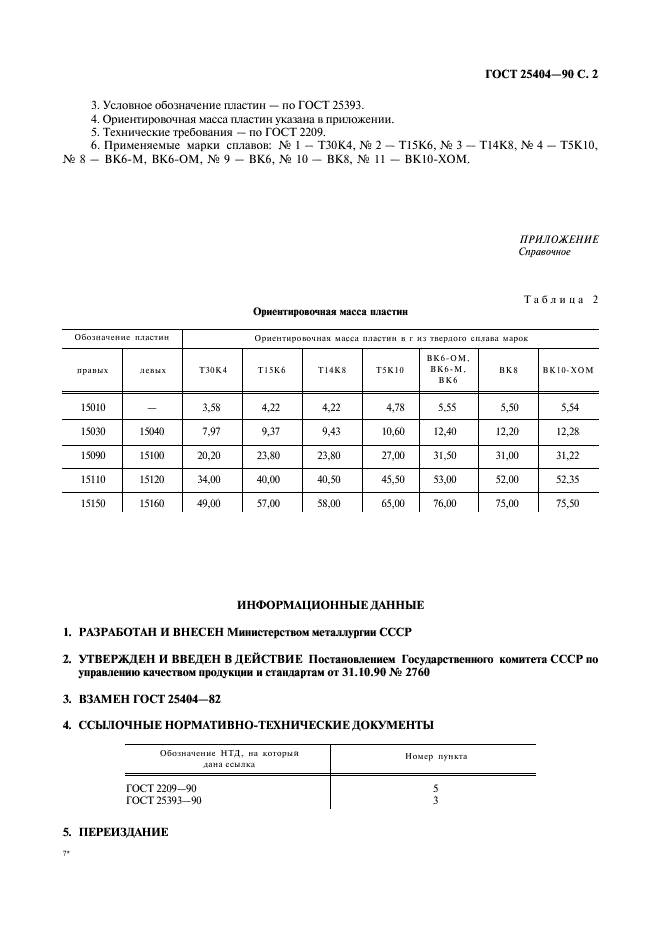 ГОСТ 25404—90 С. 2
3. Условное обозначение пластин — по ГОСТ 25393.
4. Ориентировочная масса пластин указана в приложении.
5. Технические требования — по ГОСТ 2209.
6. Применяемые марки сплавов: № 1 — Т30К4, № 2 — Т15К6, № 3 — Т14К8, № 4 — Т5К10,
№ 8 — ВК6-М, ВК6-ОМ, № 9 — ВК6, № 10 — ВК8, № 11 — ВК10-ХОМ.
ПРИЛОЖЕНИЕ
Справочное
Таблица 2
Ориентировочная масса пластин
Обозначение пластин Ориентировочная масса пластин в г из твердого сплава марок
правых левых Т30К4 Т15К6 Т14К8 Т5К10 ВК6-ОМ, ВК6-М, ВК6 ВК8 ВК10-ХОМ
15010 — 3,58 4,22 4,22 4,78 5,55 5,50 5,54
15030 15040 7,97 9,37 9,43 10,60 12,40 12,20 12,28
15090 15100 20,20 23,80 23,80 27,00 31,50 31,00 31,22
15110 15120 34,00 40,00 40,50 45,50 53,00 52,00 52,35
15150 15160 49,00 57,00 58,00 65,00 76,00 75,00 75,50
ИНФОРМАЦИОННЫЕ ДАННЫЕ
1. РАЗРАБОТАН И ВНЕСЕН Министерством металлургии СССР
2. УТВЕРЖДЕН И ВВЕДЕН В ДЕЙСТВИЕ Постановлением Государственного комитета СССР по
управлению качеством продукции и стандартам от 31.10.90 № 2760
3. ВЗАМЕН ГОСТ 25404—82
4. ССЫЛОЧНЫЕ НОРМАТИВНО-ТЕХНИЧЕСКИЕ ДОКУМЕНТЫ
Обозначение НТД, на который
дана ссылка
Номер пункта
ГОСТ 2209—90 5
ГОСТ 25393—90 3
5. ПЕРЕИЗДАНИЕ
7*